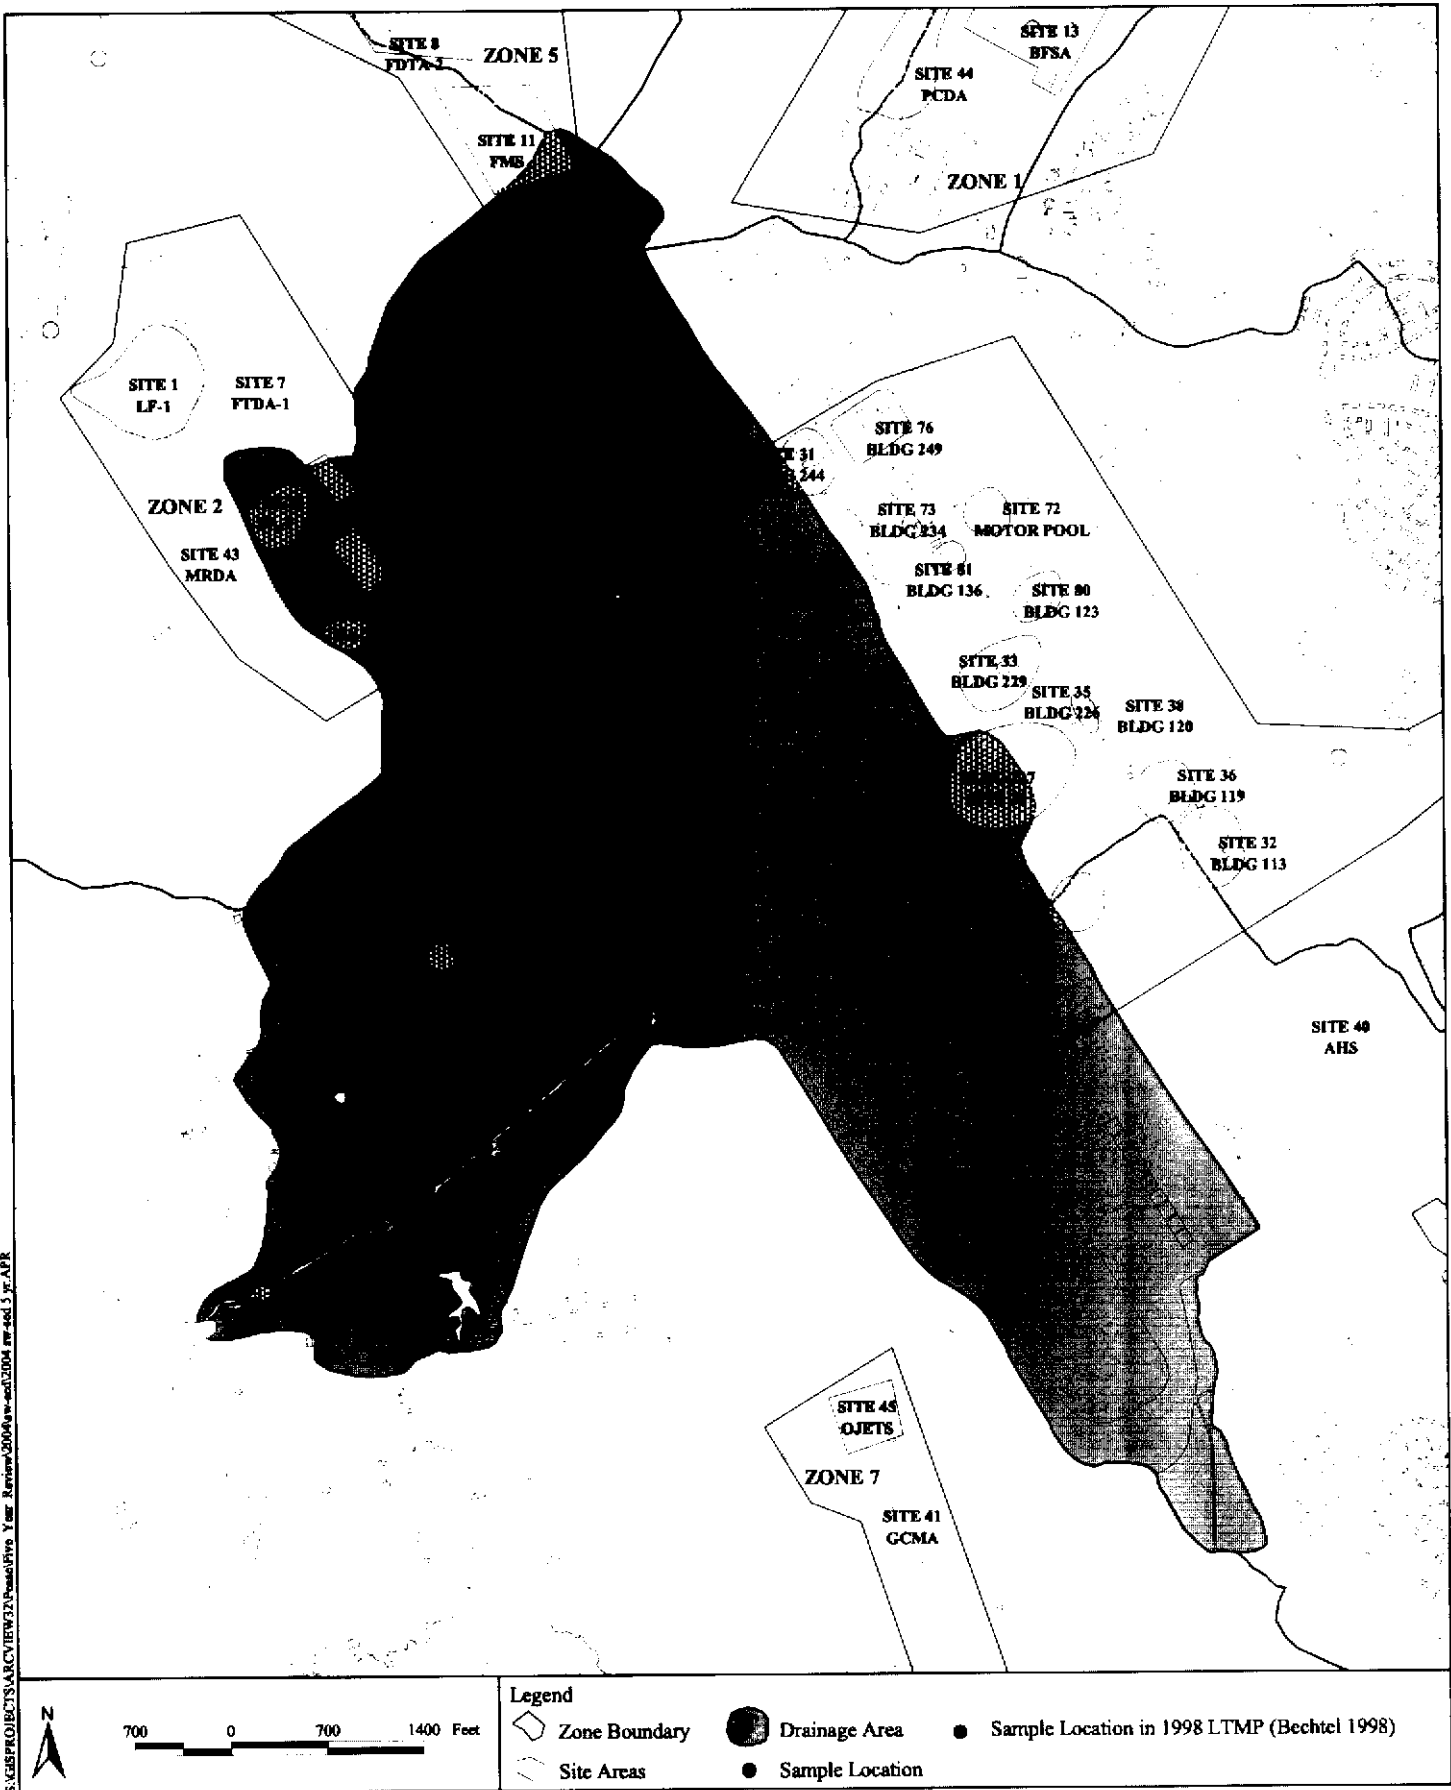 SITE 8
FDTA-2
ZONE 5
SITE 13
BFSA
SITE 44
PCDA
SITE 11
FMS
ZONE 1
SITE 1
LF-1
SITE 7
FTDA-1
SITE 76
BLDG 249
31
244
ZONE 2
SITE 73
BLDG 234
SITE 72
MOTOR POOL
SITE 43
MRDA
SITE 81
BLDG 136
SITE 80
BLDG 123
SITE 33
BLDG 229
SITE 35
BLDG 226
SITE 38
BLDG 120
SITE 36
BLDG 119
SITE 32
BLDG 113
SITE 40
AHS
SITE 45
OJETS
ZONE 7
SITE 41
GCMA
Legend
Zone Boundary
Drainage Area
Sample Location in 1998 LTMP (Bechtel 1998)
Site Areas
Sample Location
N
700 0 700 1400 Feet